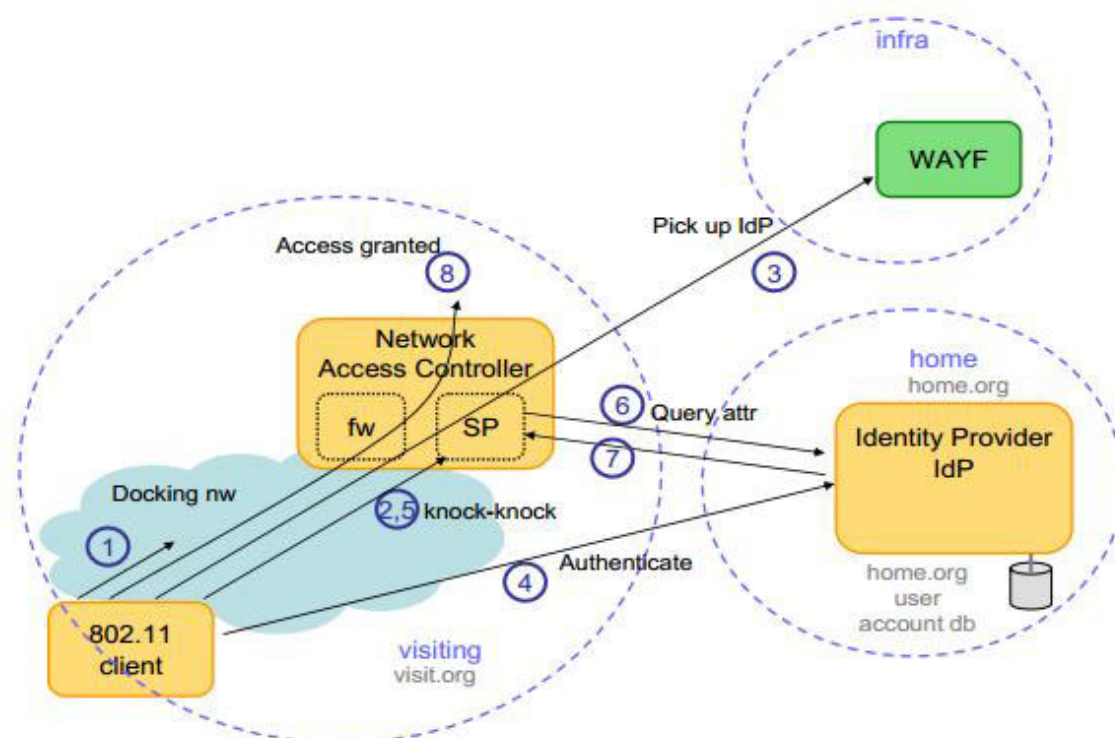 infra
WAYF
Pick up IdP
3
Access granted
8
Network
Access Controller
fw
SP
home
home.org
6
Query attr
7
Identity Provider
IdP
Docking nw
1
2,5
knock-knock
4
Authenticate
home.org
user
account db
802.11
client
visiting
visit.org